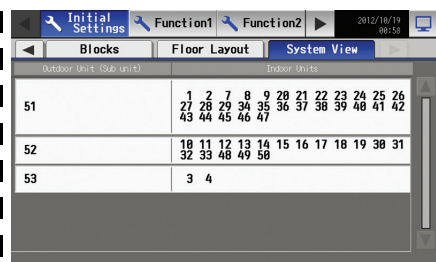 Initial Settings Function1 Function2 2012/10/19 00:58
Blocks Floor Layout System View
Outdoor Unit (Sub unit) Indoor Units
51
1 2 7 8 9 20 21 22 23 24 25 26
27 28 29 34 35 36 37 38 39 40 41 42
43 44 45 46 47
52
10 11 12 13 14 15 16 17 18 19 30 31
32 33 48 49 50
53 3 4